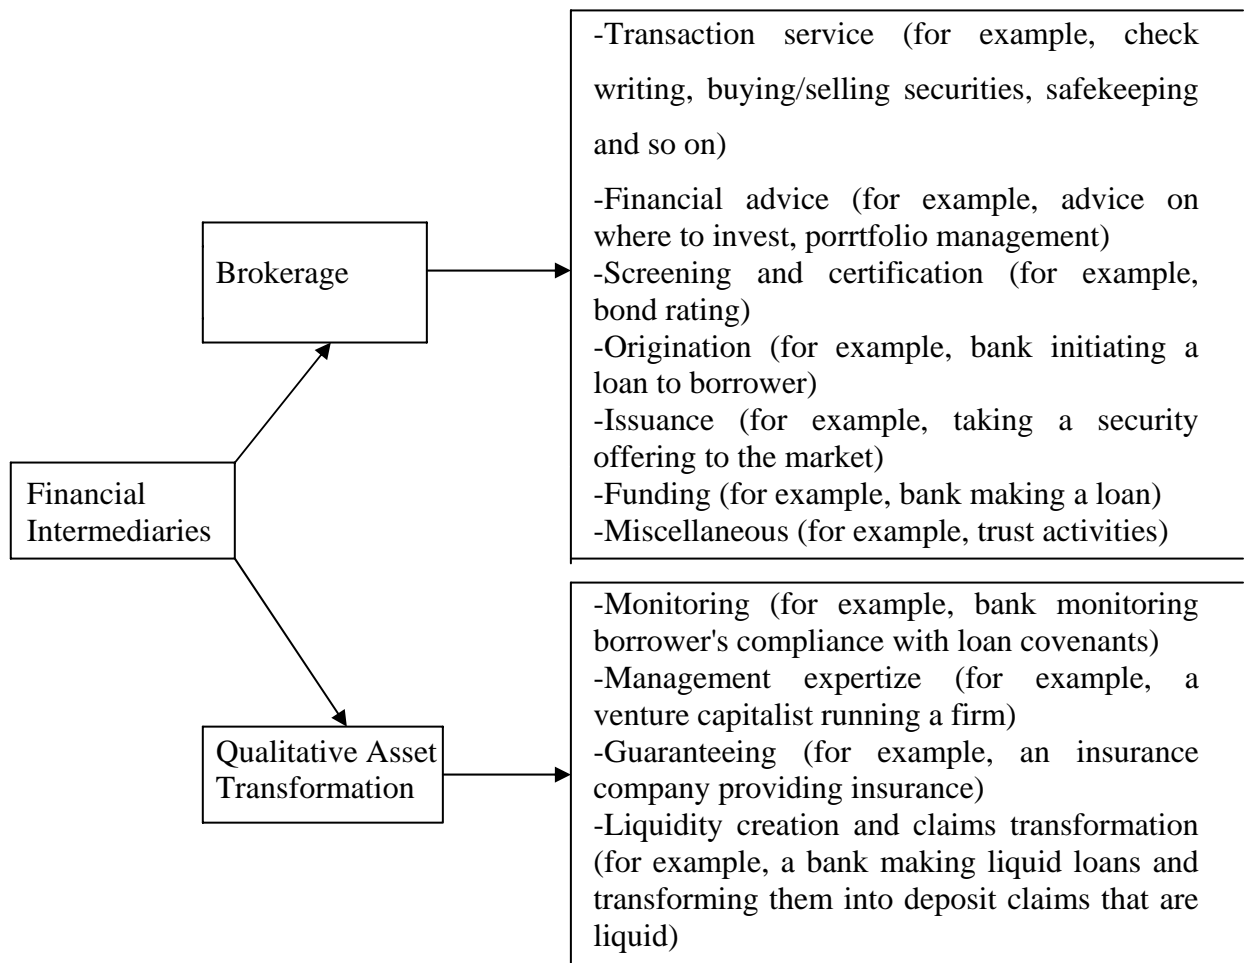 -Transaction service (for example, check
writing, buying/selling securities, safekeeping
and so on)
-Financial advice (for example, advice on
where to invest, porrtfolio management)
-Screening and certification (for example,
bond rating)
-Origination (for example, bank initiating a
loan to borrower)
-Issuance (for example, taking a security
offering to the market)
-Funding (for example, bank making a loan)
-Miscellaneous (for example, trust activities)
Brokerage
Financial
Intermediaries
Qualitative Asset
Transformation
-Monitoring (for example, bank monitoring
borrower's compliance with loan covenants)
-Management expertize (for example, a
venture capitalist running a firm)
-Guaranteeing (for example, an insurance
company providing insurance)
-Liquidity creation and claims transformation
(for example, a bank making liquid loans and
transforming them into deposit claims that are
liquid)